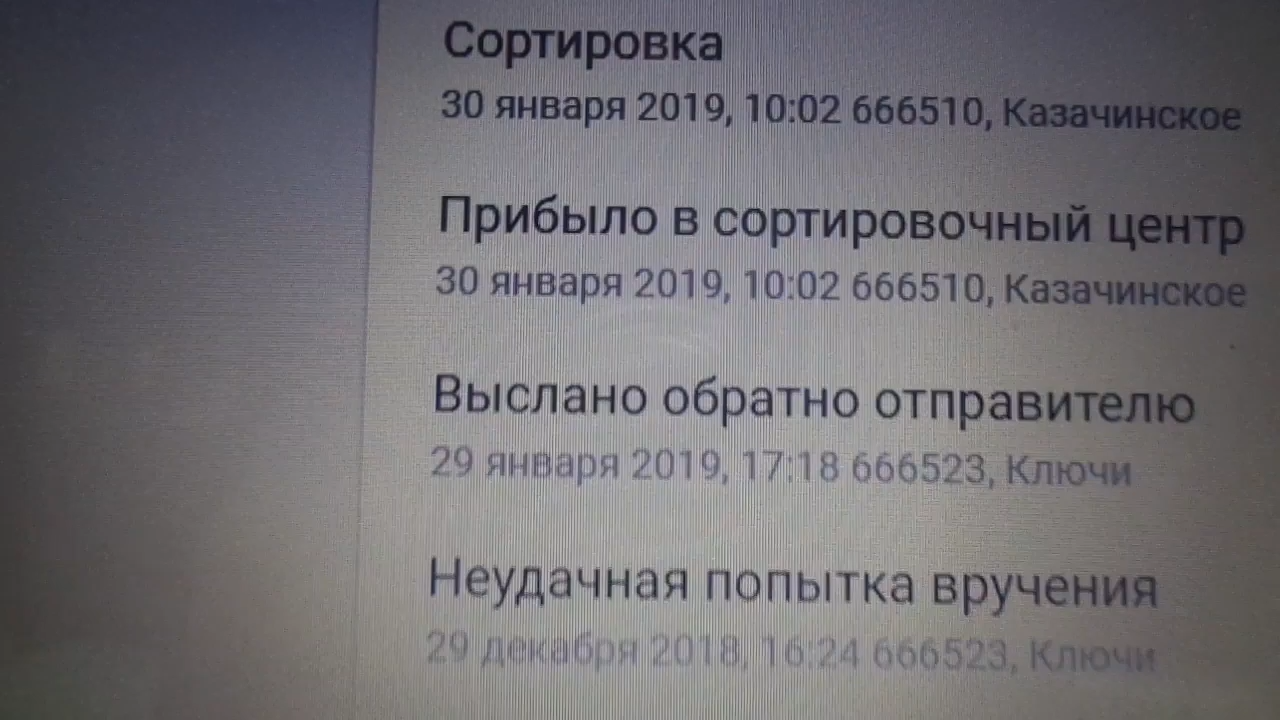 Сортировка
30 января 2019, 10:02 666510, Казачинское
Прибыло в сортировочный центр
30 января 2019, 10:02 666510, Казачинское
Выслано обратно отправителю
29 января 2019, 17:18 666523, Ключи
Неудачная попытка вручения
29 декабря 2018, 16:24 666523, Ключи